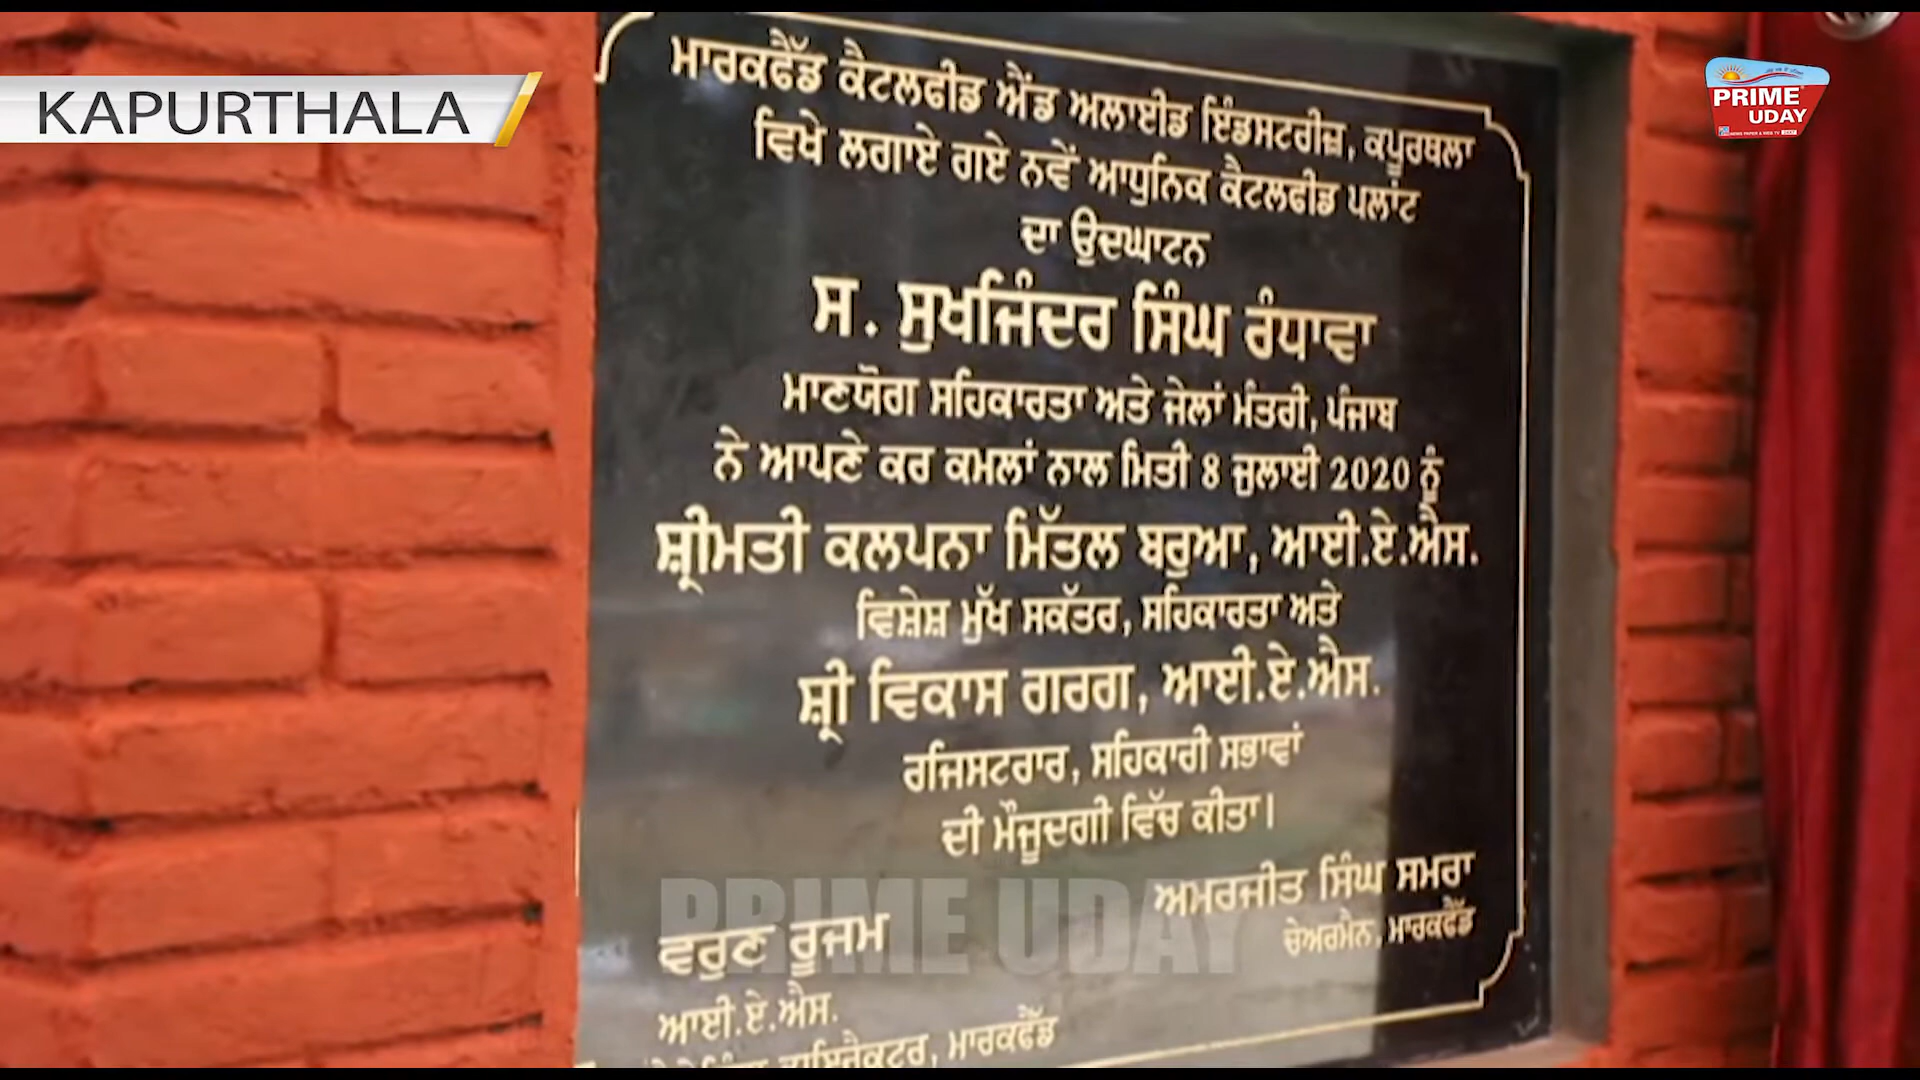 KAPURTHALA
PRIME
UDAY
ਮਾਰਕਫੈੱਡ ਕੈਟਲਫੀਡ ਐਂਡ ਅਲਾਈਡ ਇੰਡਸਟਰੀਜ਼, ਕਪੂਰਥਲਾ
ਵਿਖੇ ਲਗਾਏ ਗਏ ਨਵੇਂ ਆਧੁਨਿਕ ਕੈਟਲਫੀਡ ਪਲਾਂਟ
ਦਾ ਉਦਘਾਟਨ
ਸ. ਸੁਖਜਿੰਦਰ ਸਿੰਘ ਰੰਧਾਵਾ
ਮਾਣਯੋਗ ਸਹਿਕਾਰਤਾ ਅਤੇ ਜੇਲਾਂ ਮੰਤਰੀ, ਪੰਜਾਬ
ਨੇ ਆਪਣੇ ਕਰ ਕਮਲਾਂ ਨਾਲ ਮਿਤੀ 8 ਜੁਲਾਈ 2020 ਨੂੰ
ਸ਼੍ਰੀਮਤੀ ਕਲਪਨਾ ਮਿੱਤਲ ਬਰੁਆ, ਆਈ.ਏ.ਐਸ.
ਵਿਸ਼ੇਸ਼ ਮੁੱਖ ਸਕੱਤਰ, ਸਹਿਕਾਰਤਾ ਅਤੇ
ਸ਼੍ਰੀ ਵਿਕਾਸ ਗਰਗ, ਆਈ.ਏ.ਐਸ.
ਰਜਿਸਟਰਾਰ, ਸਹਿਕਾਰੀ ਸਭਾਵਾਂ
ਦੀ ਮੌਜੂਦਗੀ ਵਿੱਚ ਕੀਤਾ।
PRIME UDAY
ਅਮਰਜੀਤ ਸਿੰਘ ਸਮਰਾ
ਚੇਅਰਮੈਨ, ਮਾਰਕਫੈੱਡ
ਵਰੁਣ ਰੂਜਮ
ਆਈ.ਏ.ਐਸ.
ਡਾਇਰੈਕਟਰ, ਮਾਰਕਫੈੱਡ